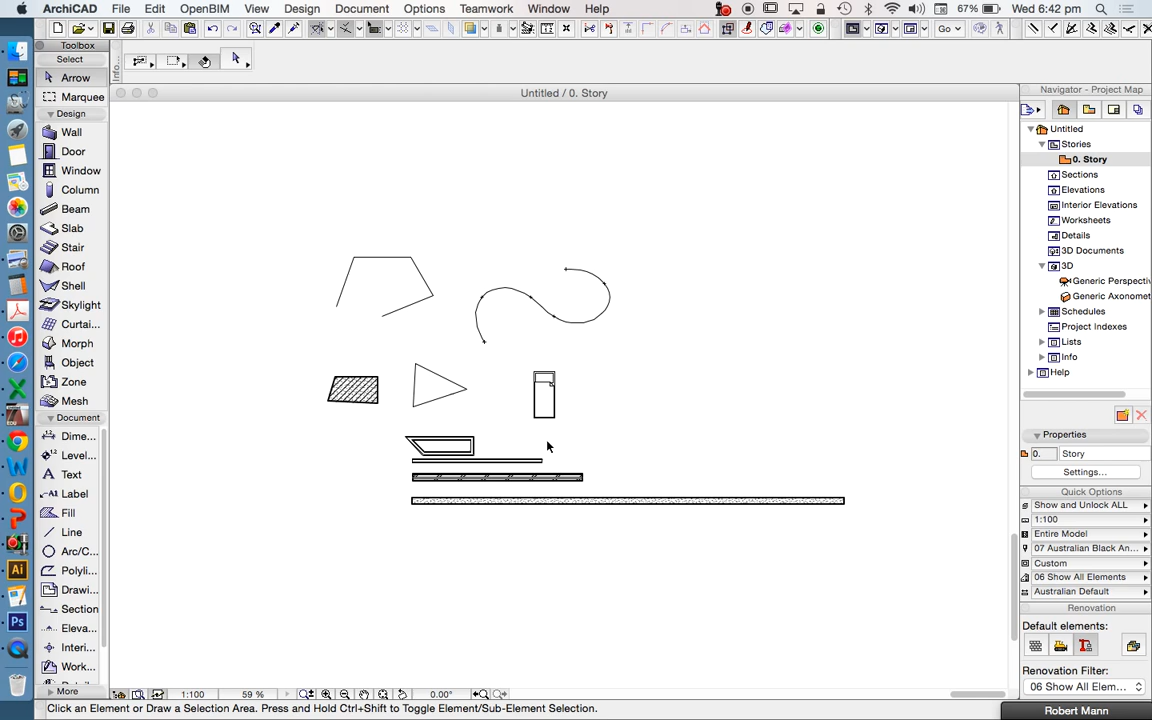 ArchiCAD File Edit View OpenBIM Design Document Options Teamwork Window Help 67% Wed 6:42 pm
Toolbox
Select
Arrow
Marquee
Design
Wall
Door
Window
Column
Beam
Slab
Stair
Roof
Shell
Skylight
Curtai...
Morph
Object
Zone
Mesh
Document
Dime...
Level...
Text
Label
Fill
Line
Arc/C...
Polyli...
Drawi...
Section
Eleva...
Interi...
Work...
More
Info...
Go
Untitled / 0. Story
Navigator - Project Map
Untitled
Stories
0. Story
Sections
Elevations
Interior Elevations
Worksheets
Details
3D Documents
3D
Generic Perspecti
Generic Axonomet
Schedules
Project Indexes
Lists
Info
Help
Properties
0. Story
Settings...
Quick Options
Show and Unlock ALL
1:100
Entire Model
07 Australian Black An...
Custom
06 Show All Elements
Australian Default
Renovation
Default elements:
Renovation Filter:
06 Show All Elem...
1:100 59 % 0.00°
Click an Element or Draw a Selection Area. Press and Hold Ctrl+Shift to Toggle Element/Sub-Element Selection.
Robert Mann